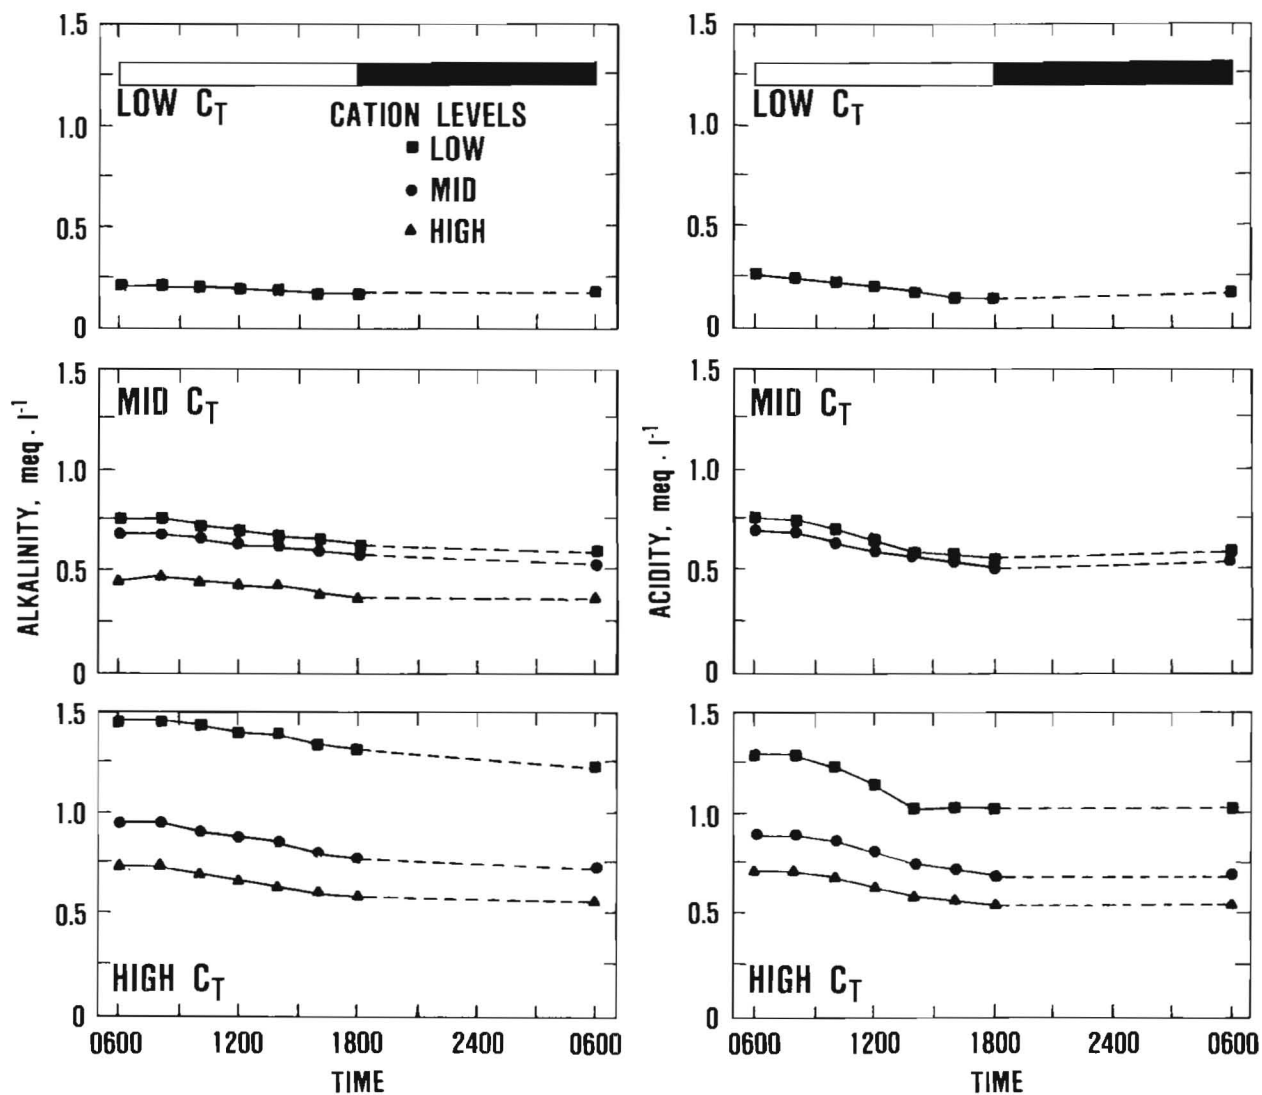 1.5
LOW C_T
1.0
CATION LEVELS
LOW
MID
HIGH
0.5
0
1.5
LOW C_T
1.0
0.5
0
ALKALINITY, meq · l⁻¹
1.5
MID C_T
1.0
0.5
0
ACIDITY, meq · l⁻¹
1.5
MID C_T
1.0
0.5
0
1.5
1.0
0.5
HIGH C_T
0
0600 1200 1800 2400 0600
TIME
1.5
1.0
0.5
HIGH C_T
0
0600 1200 1800 2400 0600
TIME